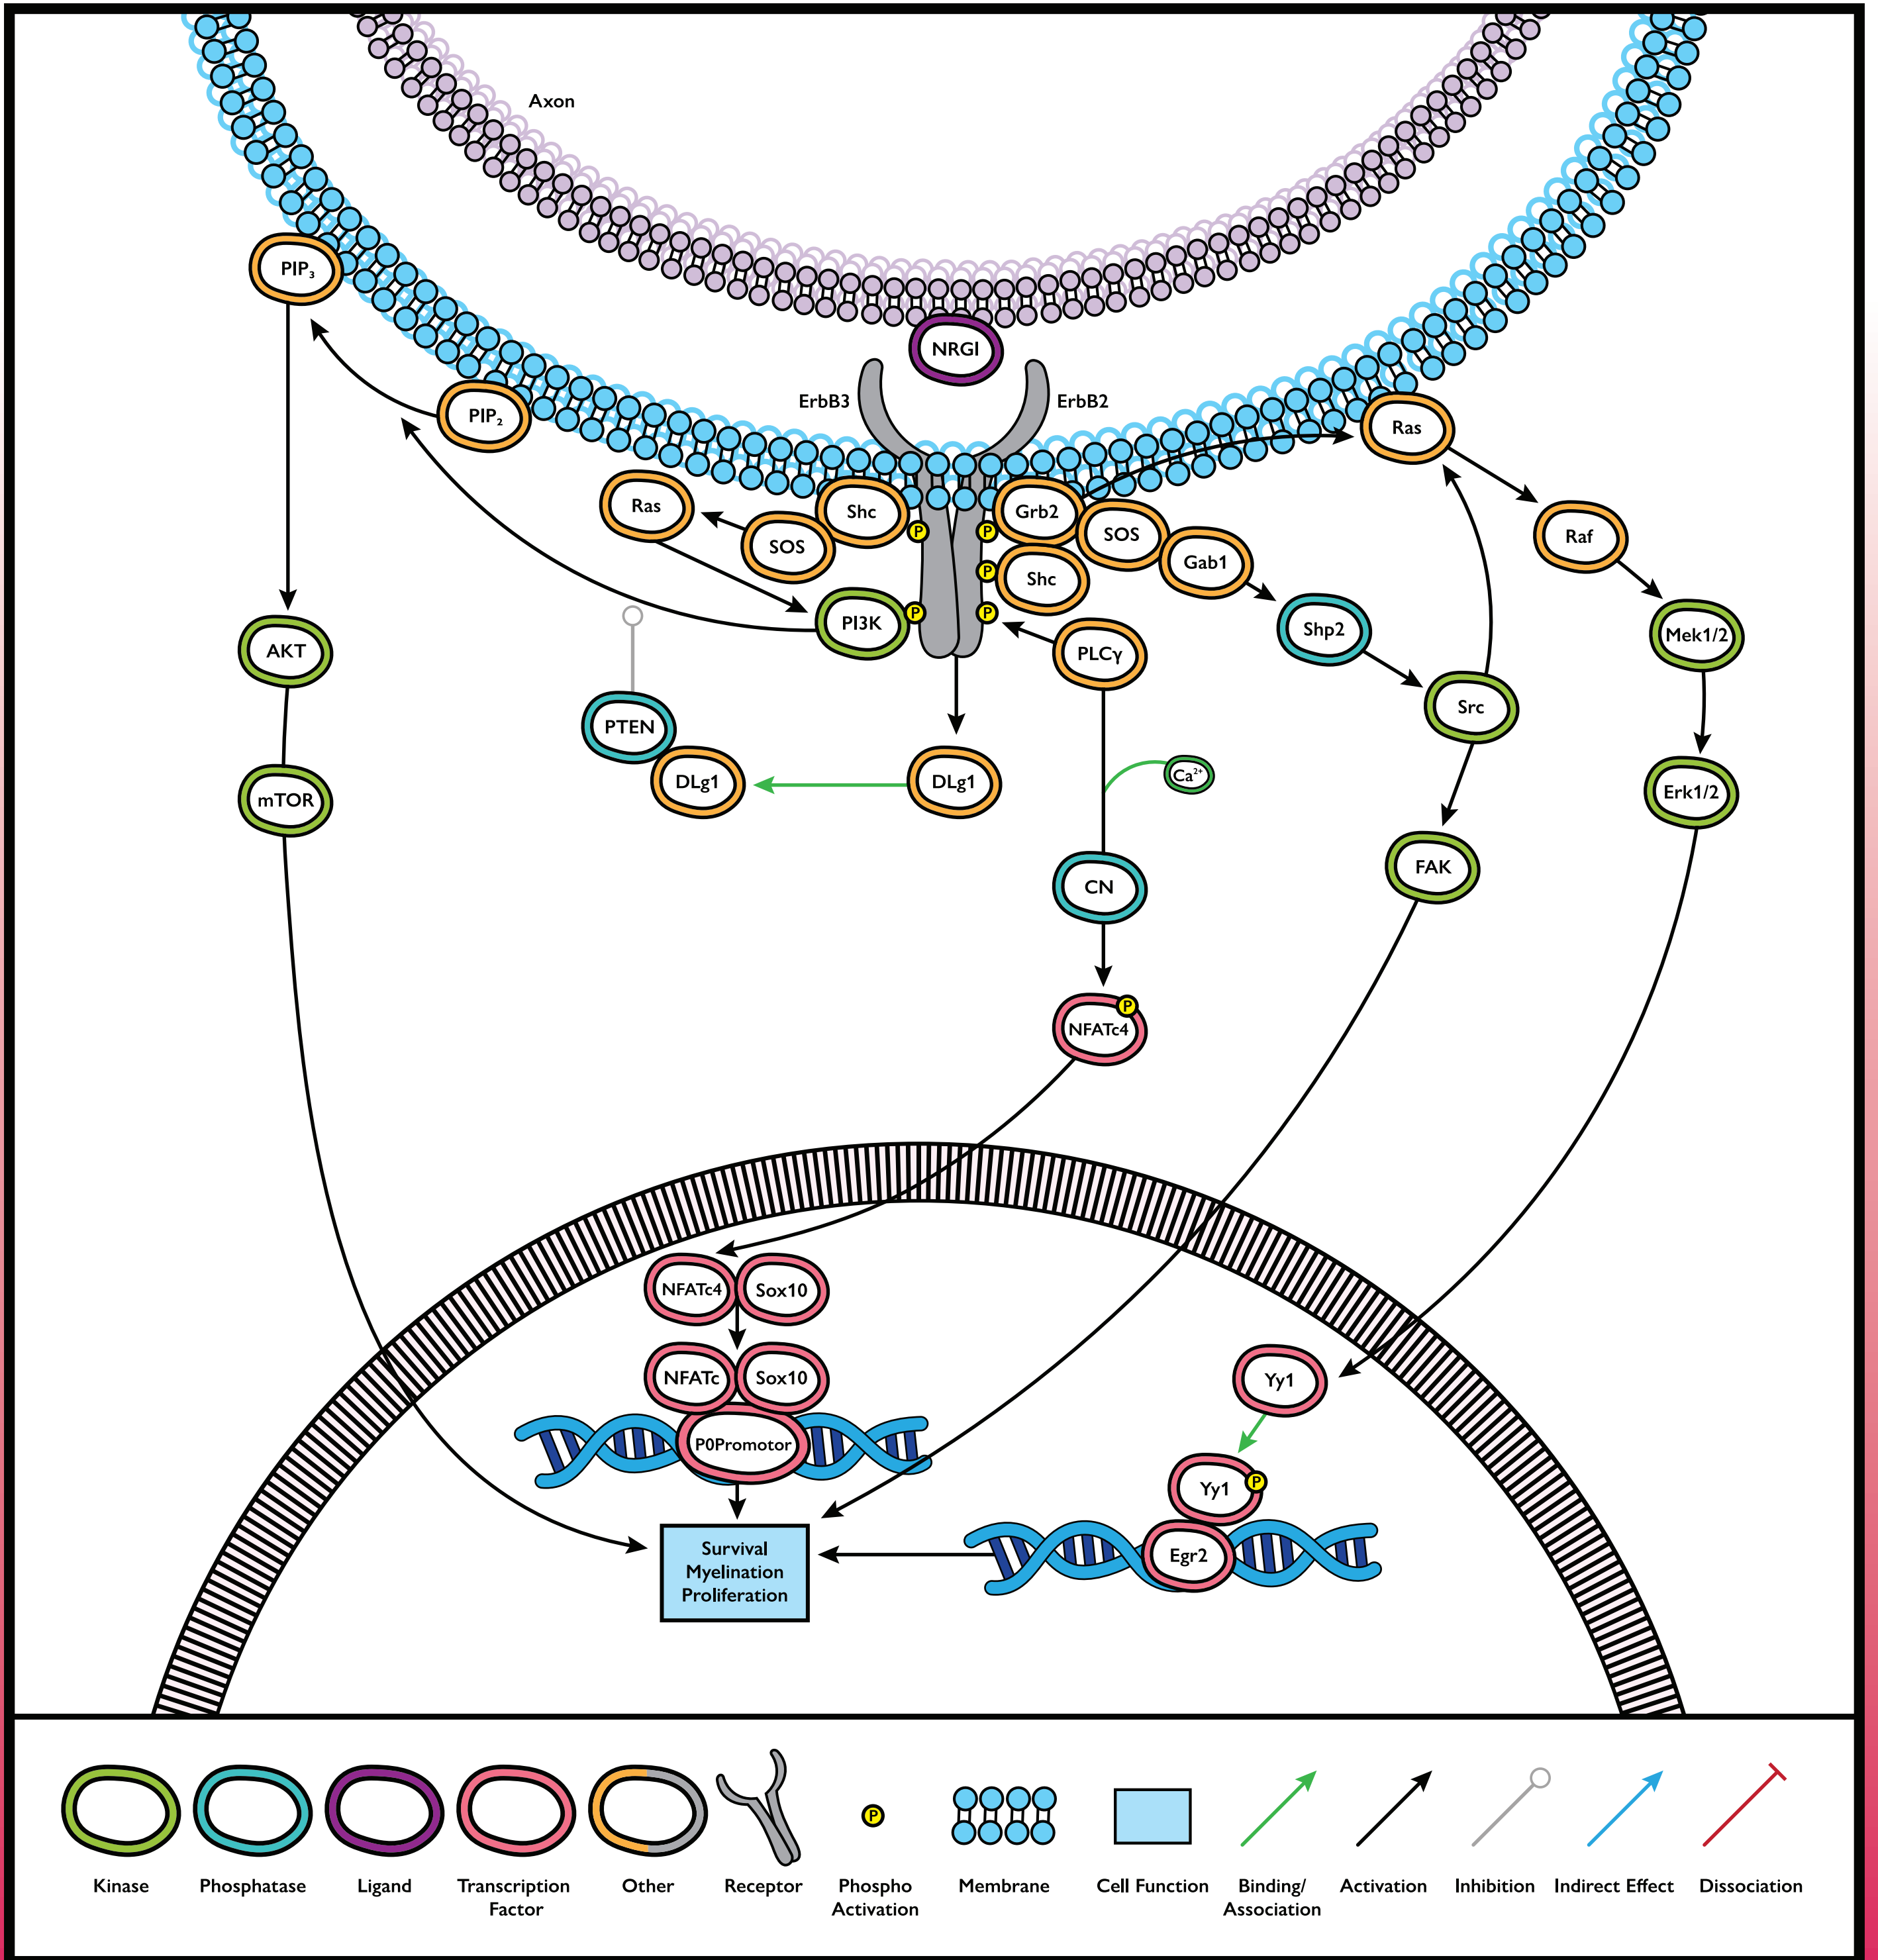 Axon
PIP3
NRGI
PIP2
ErbB3
ErbB2
Ras
Ras
Shc
P
P
Grb2
SOS
SOS
Raf
Gab1
P
Shc
PI3K
P
P
Shp2
Mek1/2
AKT
PLCγ
Src
PTEN
DLg1
DLg1
Ca2+
mTOR
Erk1/2
CN
FAK
P
NFATc4
NFATc4
Sox10
NFATc
Sox10
Yy1
P0Promotor
Yy1
P
Survival
Myelination
Proliferation
Egr2
P
Kinase
Phosphatase
Ligand
Transcription
Factor
Other
Receptor
Phospho
Activation
Membrane
Cell Function
Binding/
Association
Activation
Inhibition
Indirect Effect
Dissociation